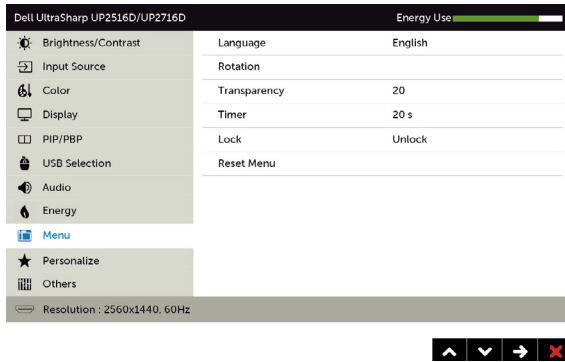 Dell UltraSharp UP2516D/UP2716D Energy Use
Brightness/Contrast
Input Source
Color
Display
PIP/PBP
USB Selection
Audio
Energy
Menu
Personalize
Others
Language English
Rotation
Transparency 20
Timer 20 s
Lock Unlock
Reset Menu
Resolution : 2560x1440, 60Hz